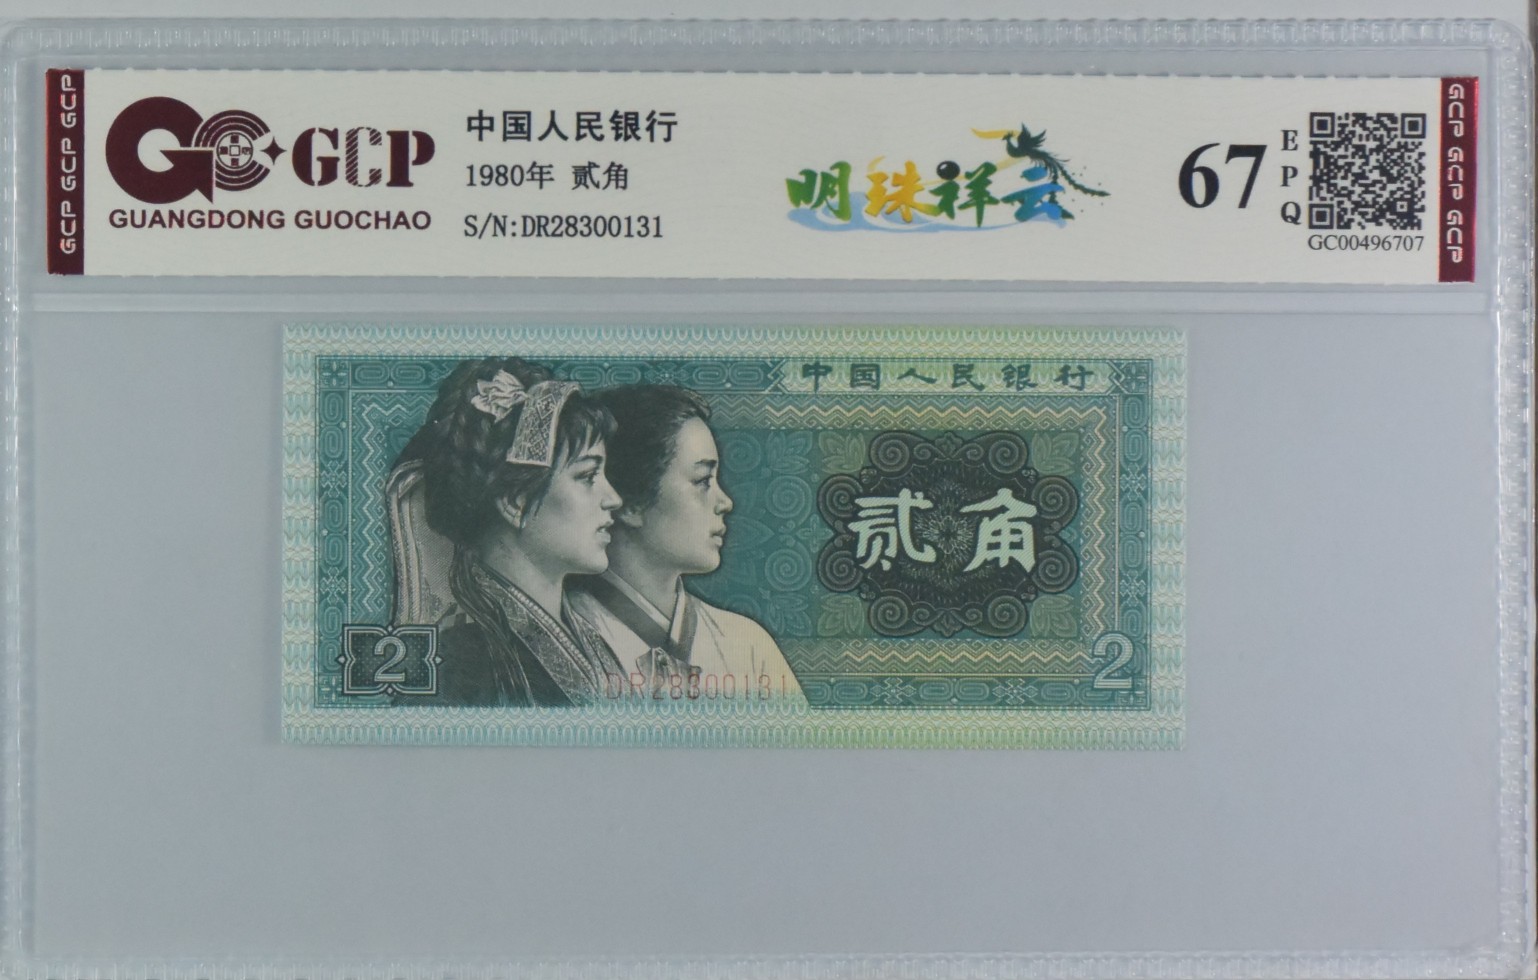 GCP GCP GCP
GCP
GUANGDONG GUOCHAO
中国人民银行
1980年 贰角
S/N:DR28300131
明珠祥云
67
EPQ
GC00496707
GCP GCP GCP
中国人民银行
贰角
2
2
DR28300131